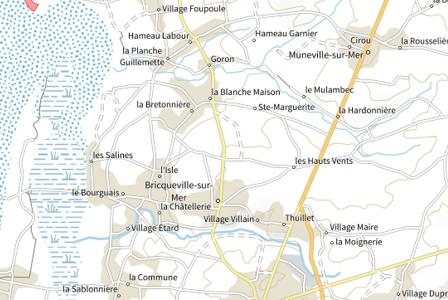 Village Foupoule
Hameau Labour
Hameau Garnier
Cirou
la Rousseliè
la Planche
Muneville-sur-Mer
Guillemette
Goron
la Blanche Maison
le Mulambec
la Bretonnière
Ste-Marguerite
la Hardonnière
les Salines
les Hauts Vents
l'Isle
le Bourguais
Bricqueville-sur-
Mer
la Châtellerie
Village Villain
Thuillet
Village Étard
Village Maire
la Moignerie
la Commune
la Sablonnière
Village Dupr